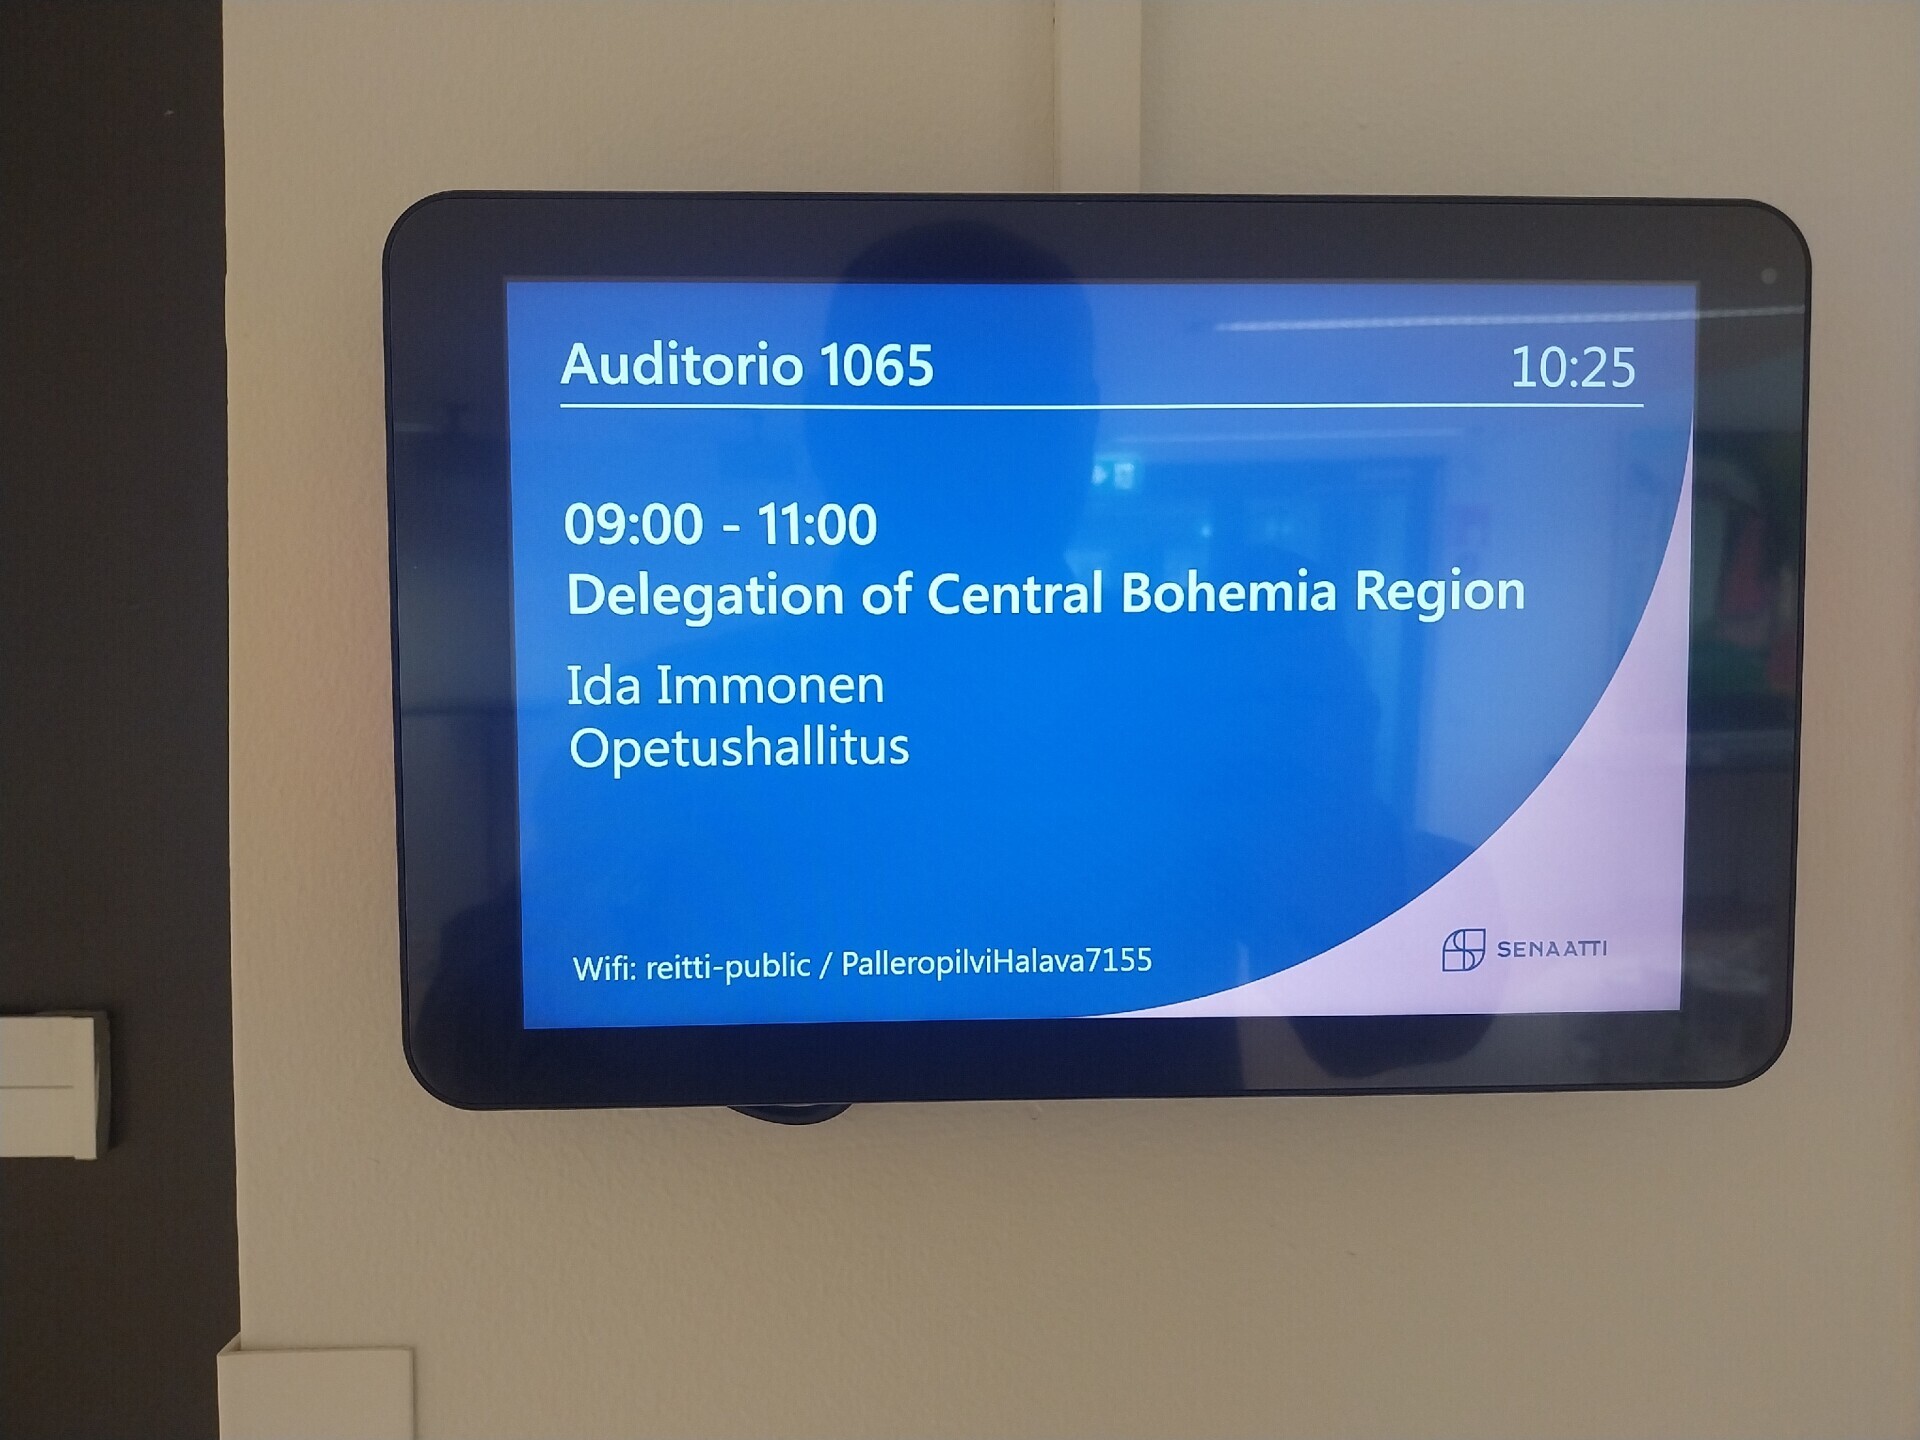 Auditorio 1065
10:25
09:00 - 11:00
Delegation of Central Bohemia Region
Ida Immonen
Opetushallitus
Wifi: reitti-public / PalleropilviHalava7155
SENAATTI